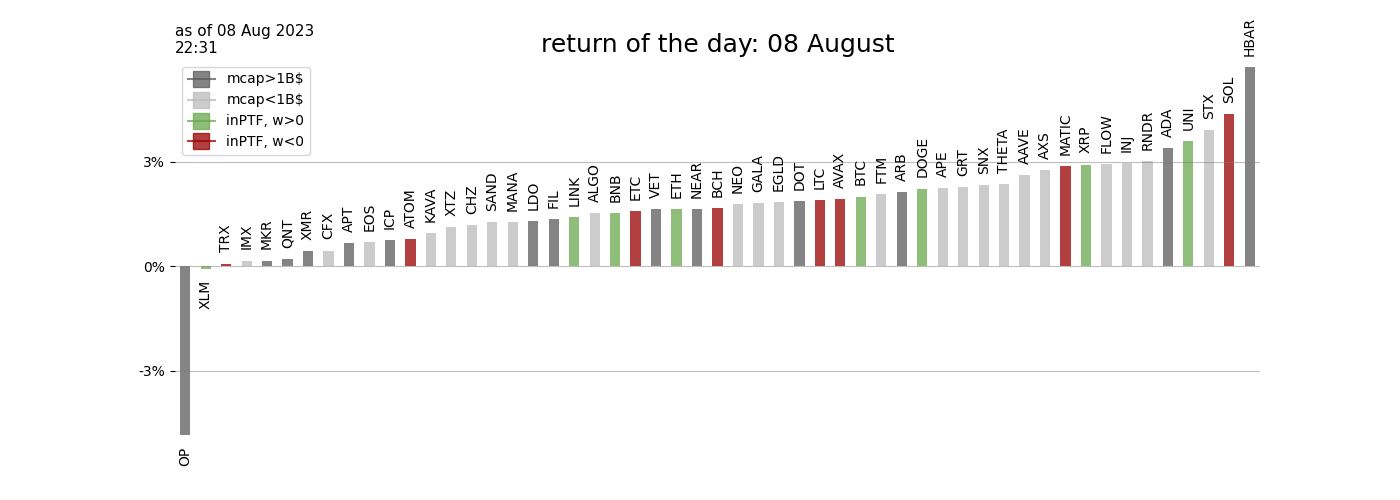 as of 08 Aug 2023
22:31
return of the day: 08 August
mcap>1B$
mcap<1B$
inPTF, w>0
inPTF, w<0
3%
0%
-3%
OP
XLM
TRX
IMX
MKR
QNT
XMR
CFX
APT
EOS
ICP
ATOM
KAVA
XTZ
CHZ
SAND
MANA
LDO
FIL
LINK
ALGO
BNB
ETC
VET
ETH
NEAR
BCH
NEO
GALA
EGLD
DOT
LTC
AVAX
BTC
FTM
ARB
DOGE
APE
GRT
SNX
THETA
AAVE
AXS
MATIC
XRP
FLOW
INJ
RNDR
ADA
UNI
STX
SOL
HBAR